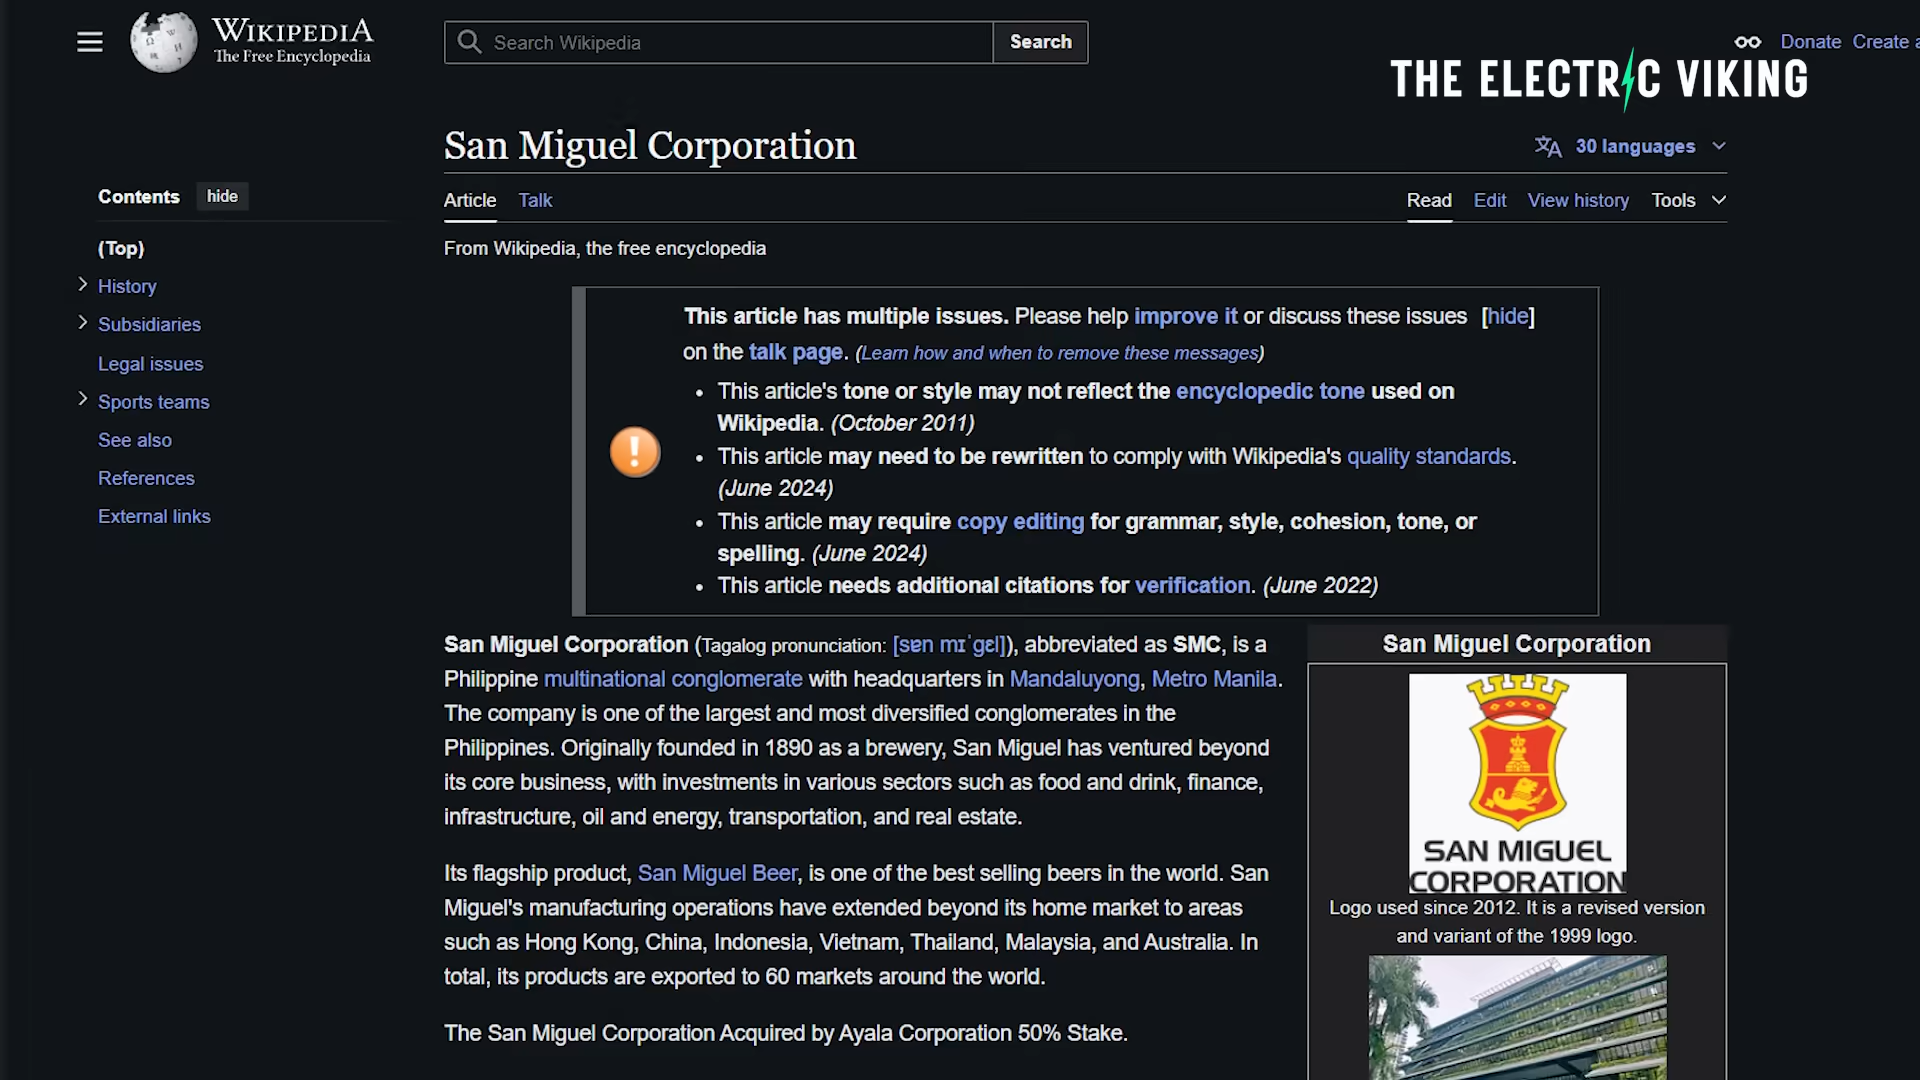 WIKIPEDIA
The Free Encyclopedia
Search Wikipedia
Search
Donate Create a
THE ELECTRIC VIKING
San Miguel Corporation
30 languages
Contents hide
Article Talk
Read Edit View history Tools
(Top)
From Wikipedia, the free encyclopedia
History
Subsidiaries
Legal issues
Sports teams
See also
References
External links
This article has multiple issues. Please help improve it or discuss these issues [hide]
on the talk page. (Learn how and when to remove these messages)
• This article's tone or style may not reflect the encyclopedic tone used on
Wikipedia. (October 2011)
• This article may need to be rewritten to comply with Wikipedia's quality standards.
(June 2024)
• This article may require copy editing for grammar, style, cohesion, tone, or
spelling. (June 2024)
• This article needs additional citations for verification. (June 2022)
San Miguel Corporation (Tagalog pronunciation: [sɐn mɪˈɡɛl]), abbreviated as SMC, is a
Philippine multinational conglomerate with headquarters in Mandaluyong, Metro Manila.
The company is one of the largest and most diversified conglomerates in the
Philippines. Originally founded in 1890 as a brewery, San Miguel has ventured beyond
its core business, with investments in various sectors such as food and drink, finance,
infrastructure, oil and energy, transportation, and real estate.
Its flagship product, San Miguel Beer, is one of the best selling beers in the world. San
Miguel's manufacturing operations have extended beyond its home market to areas
such as Hong Kong, China, Indonesia, Vietnam, Thailand, Malaysia, and Australia. In
total, its products are exported to 60 markets around the world.
The San Miguel Corporation Acquired by Ayala Corporation 50% Stake.
San Miguel Corporation
SAN MIGUEL
CORPORATION
Logo used since 2012. It is a revised version
and variant of the 1999 logo.